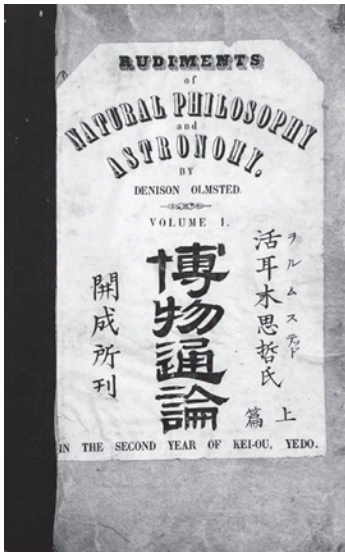 RUDIMENTS
of
NATURAL PHILOSOPHY
and
ASTRONOMY.
BY
DENISON OLMSTED.
VOLUME I.
ヲルムステッド
活耳木思哲氏
上篇
博物通論
開成所刊
IN THE SECOND YEAR OF KEI-OU, YEDO.